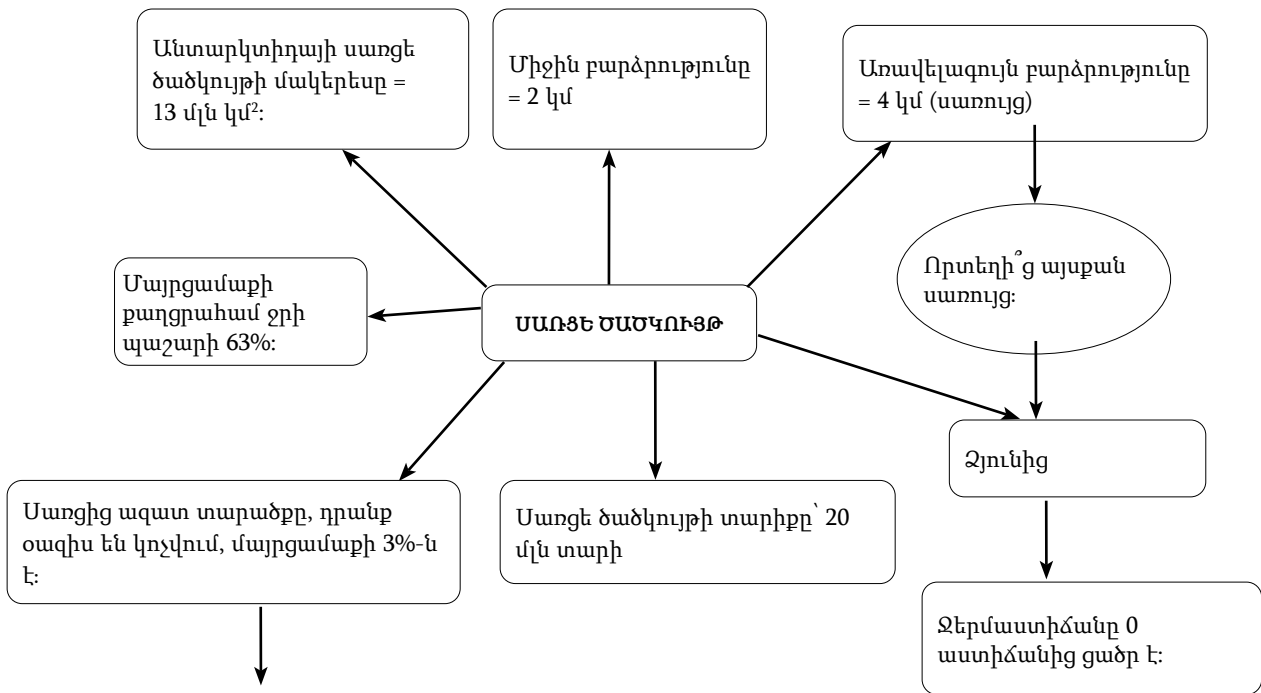 Անտարկտիդայի սառցե
ծածկույթի մակերեսը =
13 մլն կմ²:
Միջին բարձրությունը
= 2 կմ
Առավելագույն բարձրությունը
= 4 կմ (սառույց)
Որտեղի՞ց այսքան
սառույց:
Մայրցամաքի
քաղցրահամ ջրի
պաշարի 63%:
ՍԱՌՑԵ ԾԱԾԿՈՒՅԹ
Ձյունից
Սառցից ազատ տարածքը, դրանք
օազիս են կոչվում, մայրցամաքի 3%-ն
է:
Սառցե ծածկույթի տարիքը՝ 20
մլն տարի
Ջերմաստիճանը 0
աստիճանից ցածր է: